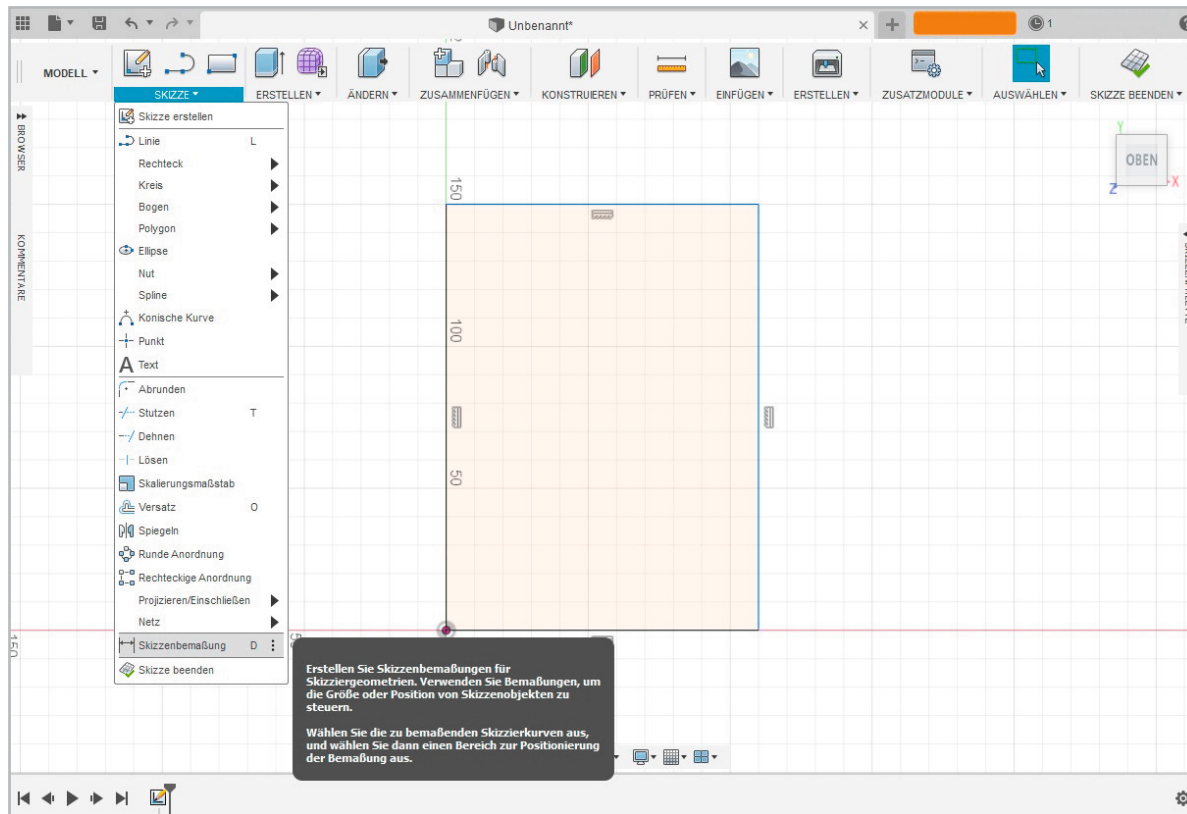 Unbenannt*
1
MODELL
SKIZZE
ERSTELLEN
ÄNDERN
ZUSAMMENFÜGEN
KONSTRUIEREN
PRÜFEN
EINFÜGEN
ERSTELLEN
ZUSATZMODULE
AUSWÄHLEN
SKIZZE BEENDEN
BROWSER
KOMMENTARE
Skizze erstellen
Linie L
Rechteck
Kreis
Bogen
Polygon
Ellipse
Nut
Spline
Konische Kurve
Punkt
A Text
Abrunden
Stutzen T
Dehnen
Lösen
Skalierungsmaßstab
Versatz O
Spiegeln
Runde Anordnung
Rechteckige Anordnung
Projizieren/Einschließen
Netz
Skizzenbemaßung D
Skizze beenden
150
100
50
150
50
Y
OBEN
Z
-X
Erstellen Sie Skizzenbemaßungen für
Skizziergeometrien. Verwenden Sie Bemaßungen, um
die Größe oder Position von Skizzenobjekten zu
steuern.
Wählen Sie die zu bemaßenden Skizzierkurven aus,
und wählen Sie dann einen Bereich zur Positionierung
der Bemaßung aus.